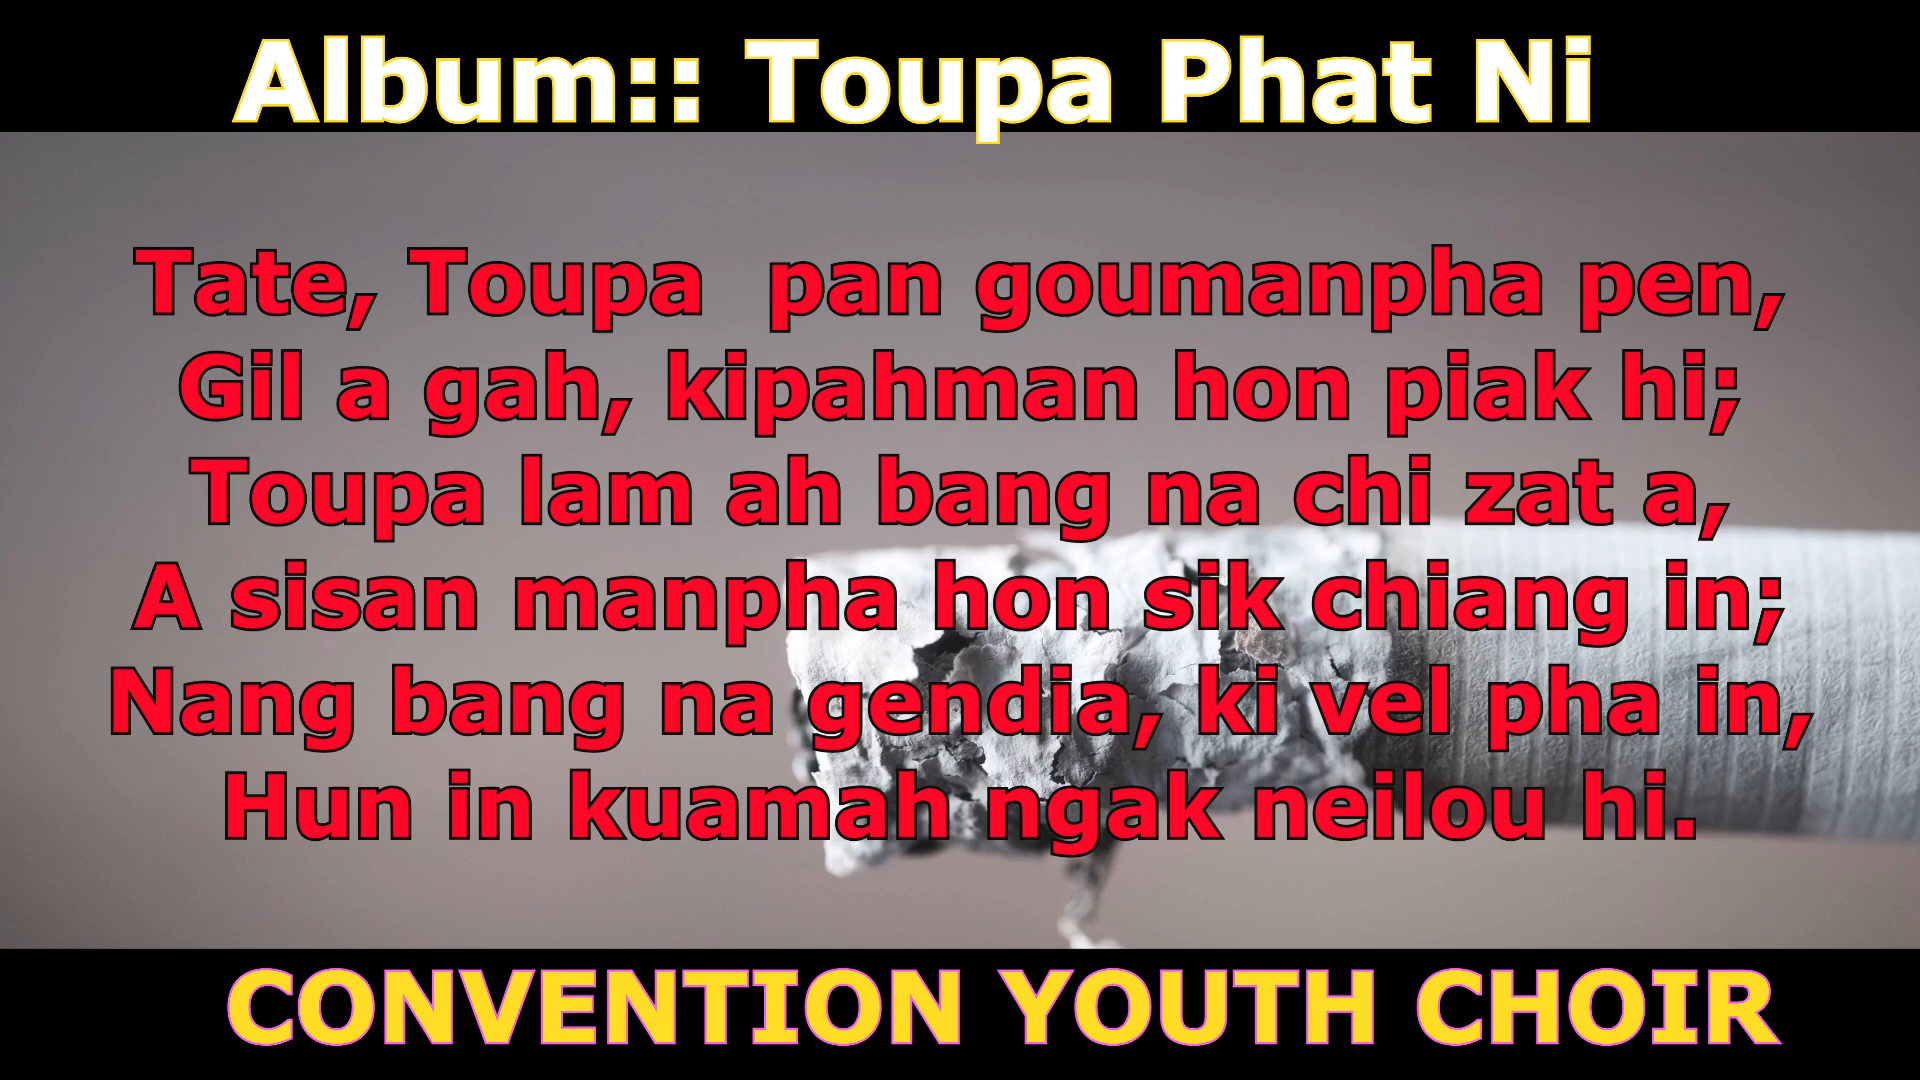 Album:: Toupa Phat Ni
Tate, Toupa  pan goumanpha pen,
Gil a gah, kipahman hon piak hi;
Toupa lam ah bang na chi zat a,
A sisan manpha hon sik chiang in;
Nang bang na gendia, ki vel pha in,
Hun in kuamah ngak neilou hi.
CONVENTION YOUTH CHOIR